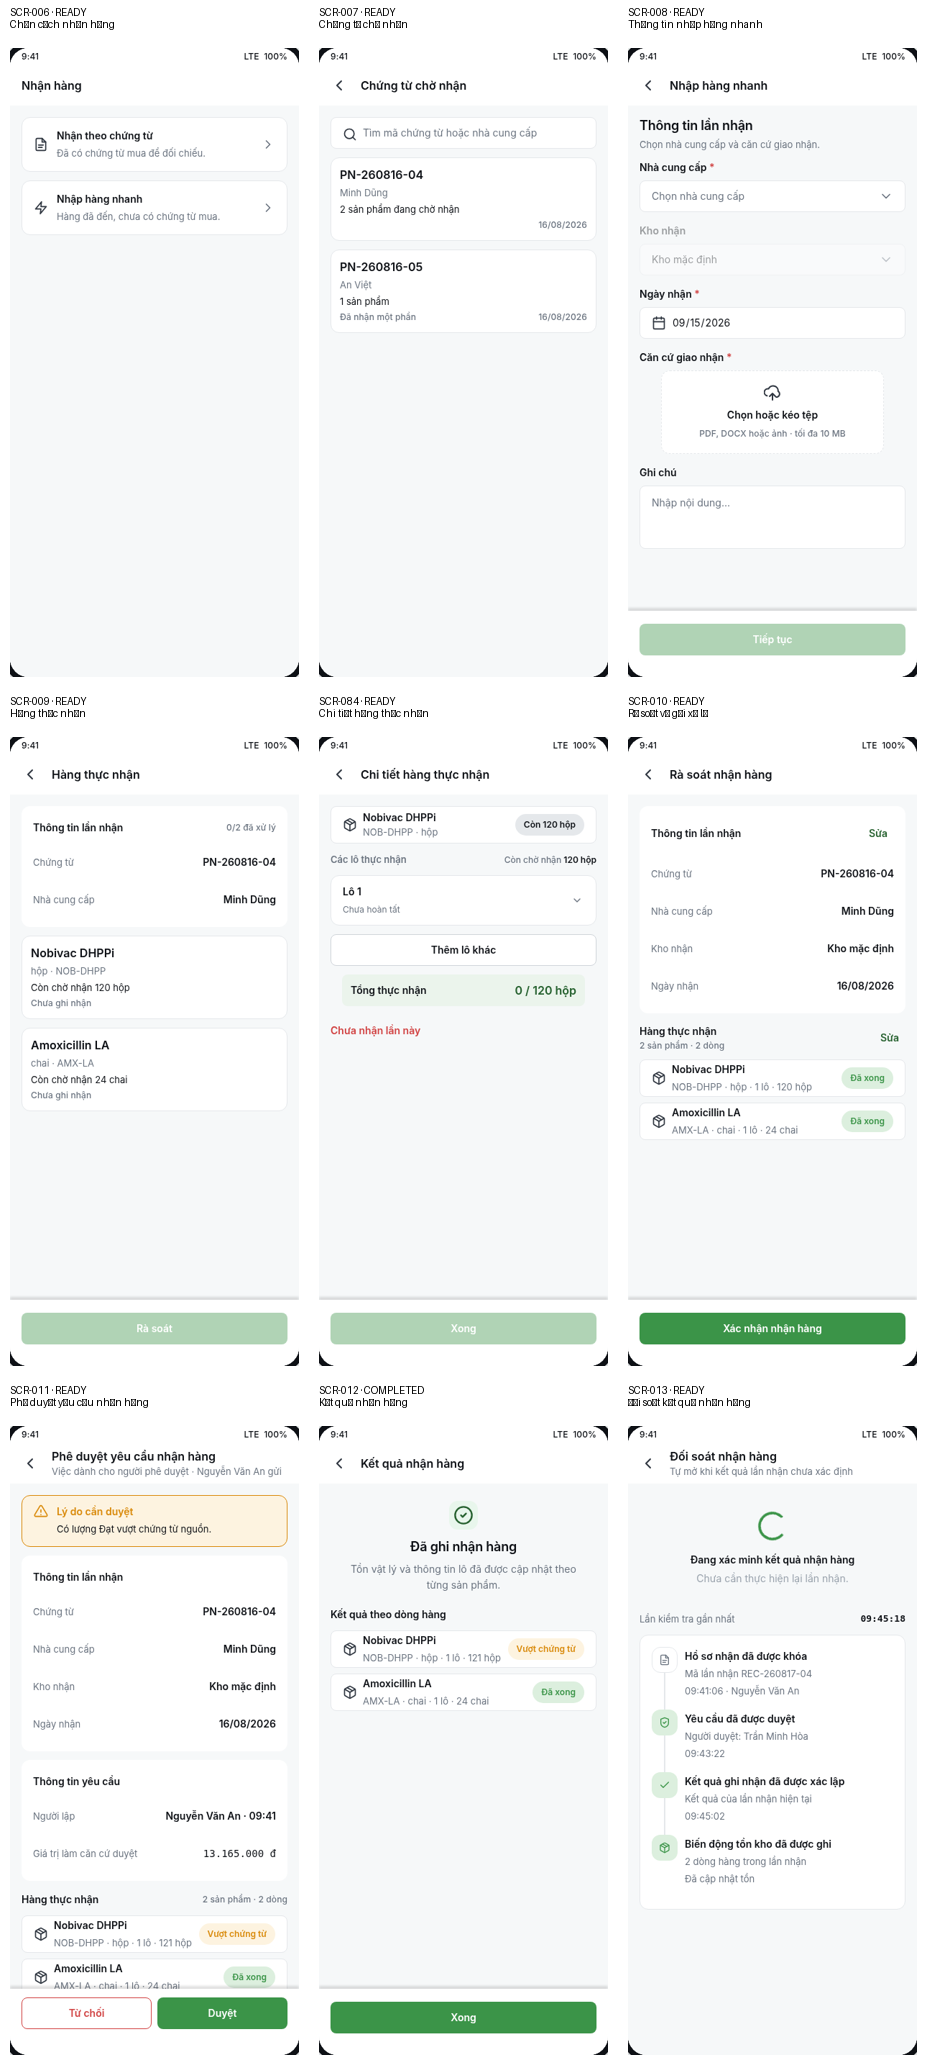 SCR-006 · READY
9:41
LTE 100%
Nhận hàng
Nhận theo chứng từ
Đã có chứng từ mua để đối chiếu.
Nhập hàng nhanh
Hàng đã đến, chưa có chứng từ mua.
SCR-007 · READY
9:41
LTE 100%
Chứng từ chờ nhận
Tìm mã chứng từ hoặc nhà cung cấp
PN-260816-04
Minh Dũng
2 sản phẩm đang chờ nhận
16/08/2026
PN-260816-05
An Việt
1 sản phẩm
Đã nhận một phần 16/08/2026
SCR-008 · READY
9:41
LTE 100%
Nhập hàng nhanh
Thông tin lần nhận
Chọn nhà cung cấp và căn cứ giao nhận.
Nhà cung cấp *
Chọn nhà cung cấp
Kho nhận
Kho mặc định
Ngày nhận *
09/15/2026
Căn cứ giao nhận *
Chọn hoặc kéo tệp
PDF, DOCX hoặc ảnh · tối đa 10 MB
Ghi chú
Nhập nội dung...
Tiếp tục
SCR-009 · READY
9:41
LTE 100%
Hàng thực nhận
Thông tin lần nhận 0/2 đã xử lý
Chứng từ PN-260816-04
Nhà cung cấp Minh Dũng
Nobivac DHPPi
hộp · NOB-DHPP
Còn chờ nhận 120 hộp
Chưa ghi nhận
Amoxicillin LA
chai · AMX-LA
Còn chờ nhận 24 chai
Chưa ghi nhận
Rà soát
SCR-084 · READY
9:41
LTE 100%
Chi tiết hàng thực nhận
Nobivac DHPPi
NOB-DHPP · hộp
Còn 120 hộp
Các lô thực nhận Còn chờ nhận 120 hộp
Lô 1
Chưa hoàn tất
Thêm lô khác
Tổng thực nhận 0 / 120 hộp
Chưa nhận lần này
Xong
SCR-010 · READY
9:41
LTE 100%
Rà soát nhận hàng
Thông tin lần nhận Sửa
Chứng từ PN-260816-04
Nhà cung cấp Minh Dũng
Kho nhận Kho mặc định
Ngày nhận 16/08/2026
Hàng thực nhận
2 sản phẩm · 2 dòng
Sửa
Nobivac DHPPi
NOB-DHPP · hộp · 1 lô · 120 hộp
Đã xong
Amoxicillin LA
AMX-LA · chai · 1 lô · 24 chai
Đã xong
Xác nhận nhận hàng
SCR-011 · READY
9:41
LTE 100%
Phê duyệt yêu cầu nhận hàng
Việc dành cho người phê duyệt · Nguyễn Văn An gửi
Lý do cần duyệt
Có lượng Đạt vượt chứng từ nguồn.
Thông tin lần nhận
Chứng từ PN-260816-04
Nhà cung cấp Minh Dũng
Kho nhận Kho mặc định
Ngày nhận 16/08/2026
Thông tin yêu cầu
Người lập Nguyễn Văn An · 09:41
Giá trị làm căn cứ duyệt 13.165.000 đ
Hàng thực nhận 2 sản phẩm · 2 dòng
Nobivac DHPPi
NOB-DHPP · hộp · 1 lô · 121 hộp
Vượt chứng từ
Amoxicillin LA
AMX-LA · chai · 1 lô · 24 chai
Đã xong
Từ chối
Duyệt
SCR-012 · COMPLETED
9:41
LTE 100%
Kết quả nhận hàng
Đã ghi nhận hàng
Tồn vật lý và thông tin lô đã được cập nhật theo
từng sản phẩm.
Kết quả theo dòng hàng
Nobivac DHPPi
NOB-DHPP · hộp · 1 lô · 121 hộp
Vượt chứng từ
Amoxicillin LA
AMX-LA · chai · 1 lô · 24 chai
Đã xong
Xong
SCR-013 · READY
9:41
LTE 100%
Đối soát nhận hàng
Tự mở khi kết quả lần nhận chưa xác định
Đang xác minh kết quả nhận hàng
Chưa cần thực hiện lại lần nhận.
Lần kiểm tra gần nhất 09:45:18
Hồ sơ nhận đã được khóa
Mã lần nhận REC-260817-04
09:41:06 · Nguyễn Văn An
Yêu cầu đã được duyệt
Người duyệt: Trần Minh Hòa
09:43:22
Kết quả ghi nhận đã được xác lập
Kết quả của lần nhận hiện tại
09:45:02
Biến động tồn kho đã được ghi
2 dòng hàng trong lần nhận
Đã cập nhật tồn